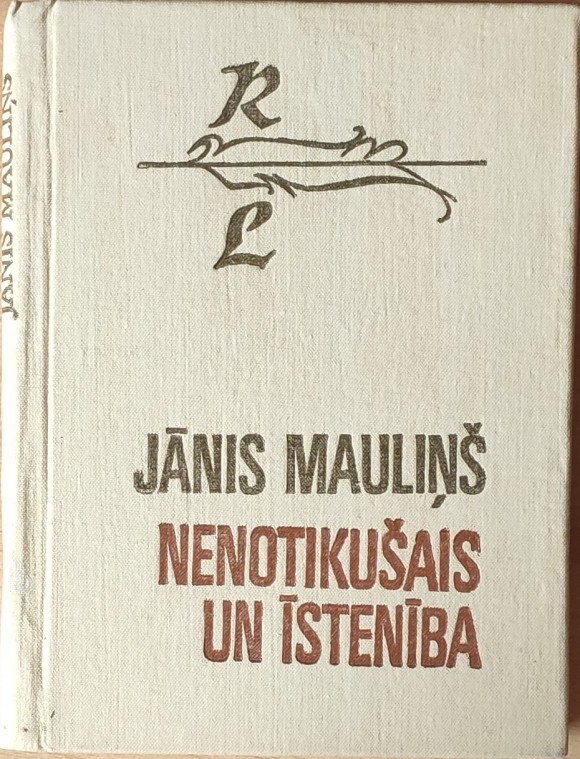 R
L
JĀNIS MAULIŅŠ
NENOTIKUŠAIS
UN ĪSTENĪBA
JĀNIS MAULIŅŠ